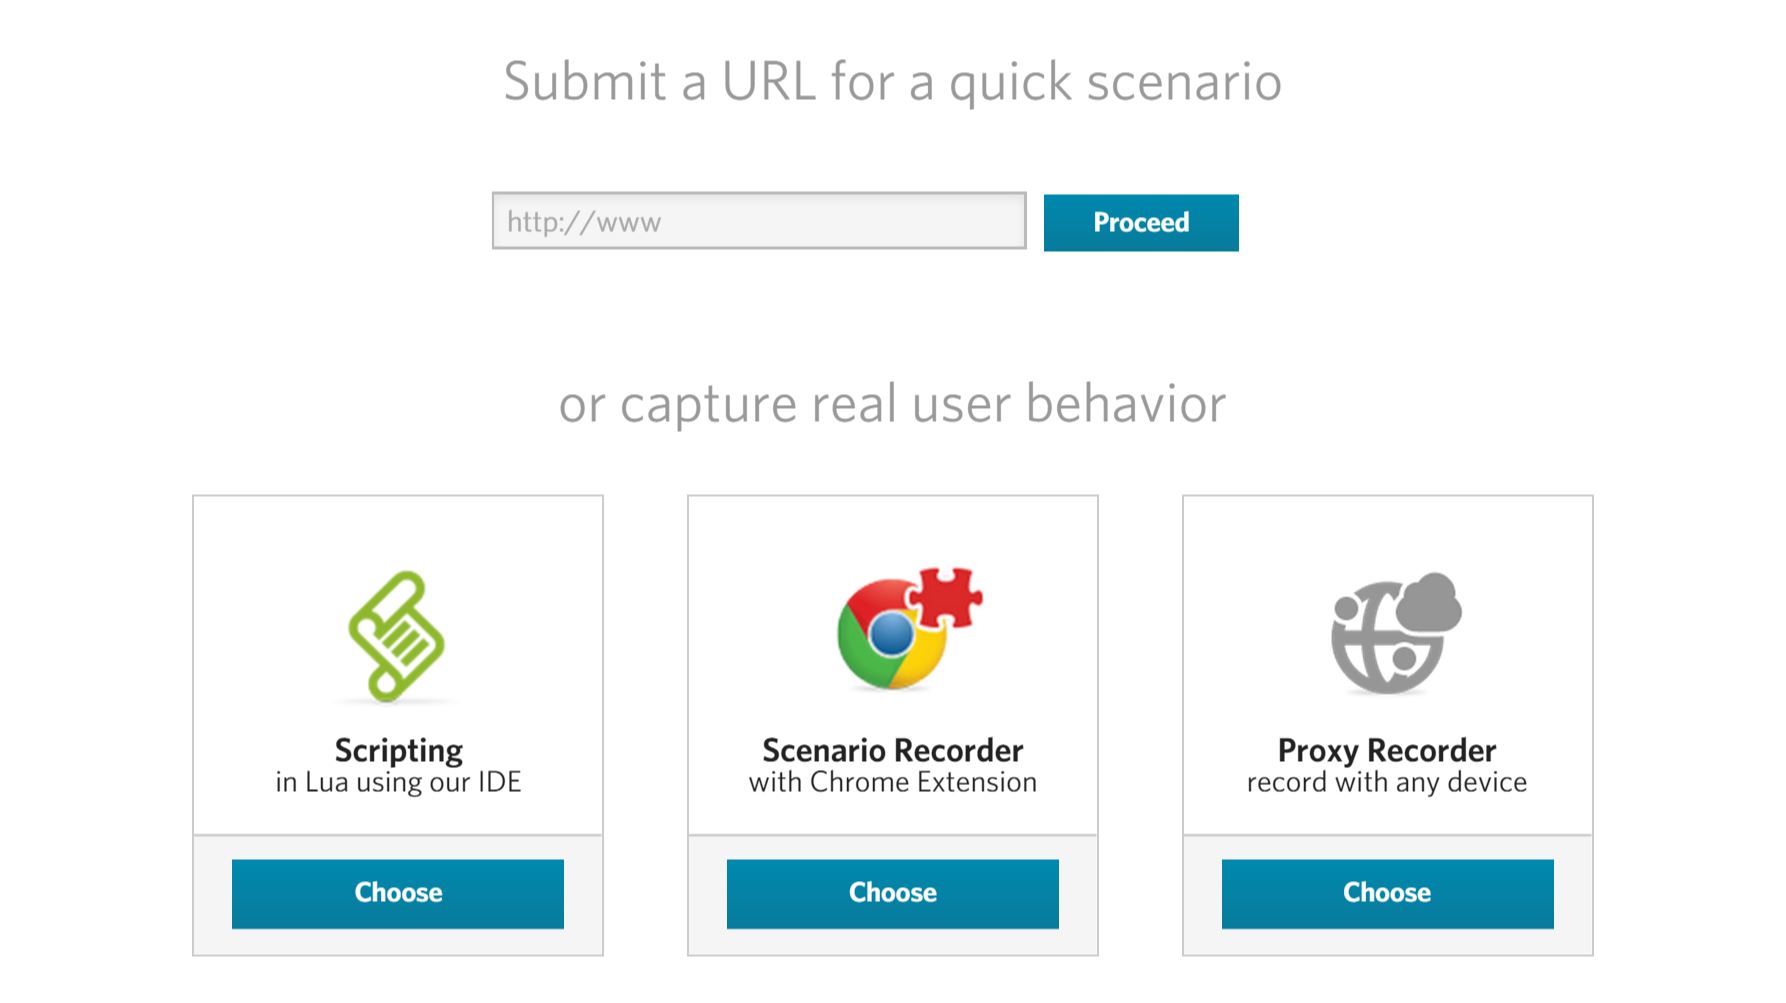 Submit a URL for a quick scenario
http://www
Proceed
or capture real user behavior
Scripting
in Lua using our IDE
Choose
Scenario Recorder
with Chrome Extension
Choose
Proxy Recorder
record with any device
Choose